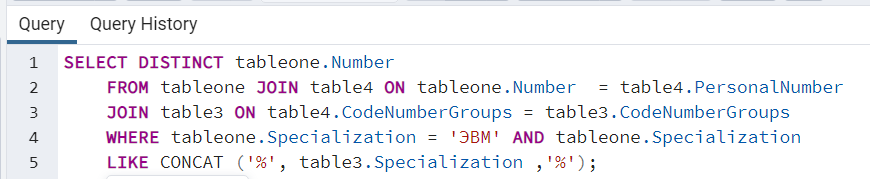 Query Query History
1 SELECT DISTINCT tableone.Number
2 FROM tableone JOIN table4 ON tableone.Number = table4.PersonalNumber
3 JOIN table3 ON table4.CodeNumberGroups = table3.CodeNumberGroups
4 WHERE tableone.Specialization = 'ЭВМ' AND tableone.Specialization
5 LIKE CONCAT ('%', table3.Specialization ,'%');